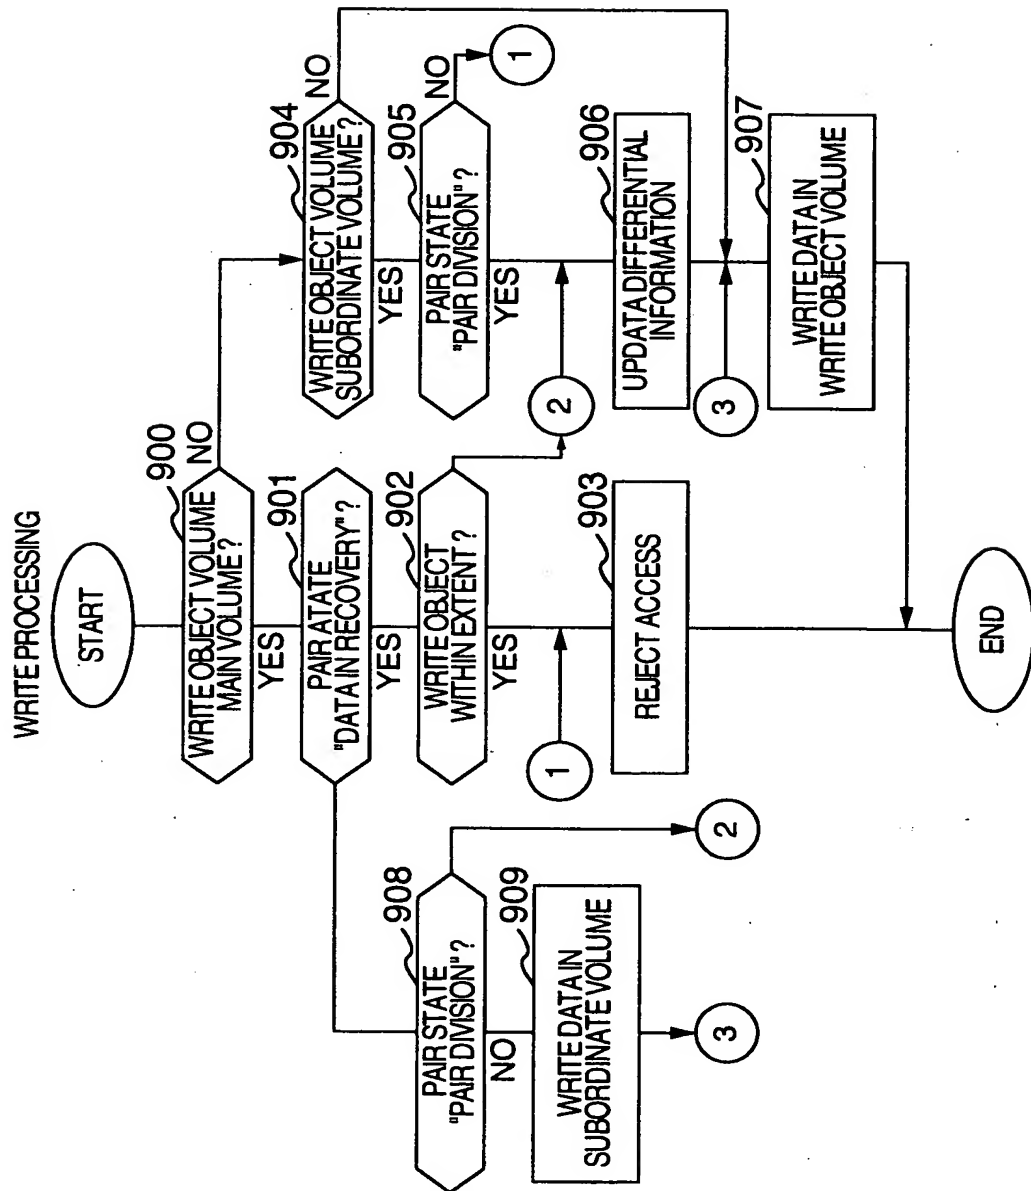 WRITE PROCESSING
START
900
WRITE OBJECT VOLUME
MAIN VOLUME?
NO
YES
901
PAIR ATATE
"DATA IN RECOVERY"?
YES
902
WRITE OBJECT
WITHIN EXTENT?
YES
1
903
REJECT ACCESS
END
904
WRITE OBJECT VOLUME
SUBORDINATE VOLUME?
NO
YES
905
PAIR STATE
"PAIR DIVISION"?
NO
1
YES
2
906
UPDATA DIFFERENTIAL
INFORMATION
3
907
WRITE DATA IN
WRITE OBJECT VOLUME
908
PAIR STATE
"PAIR DIVISION"?
2
NO
909
WRITE DATA IN
SUBORDINATE VOLUME
3